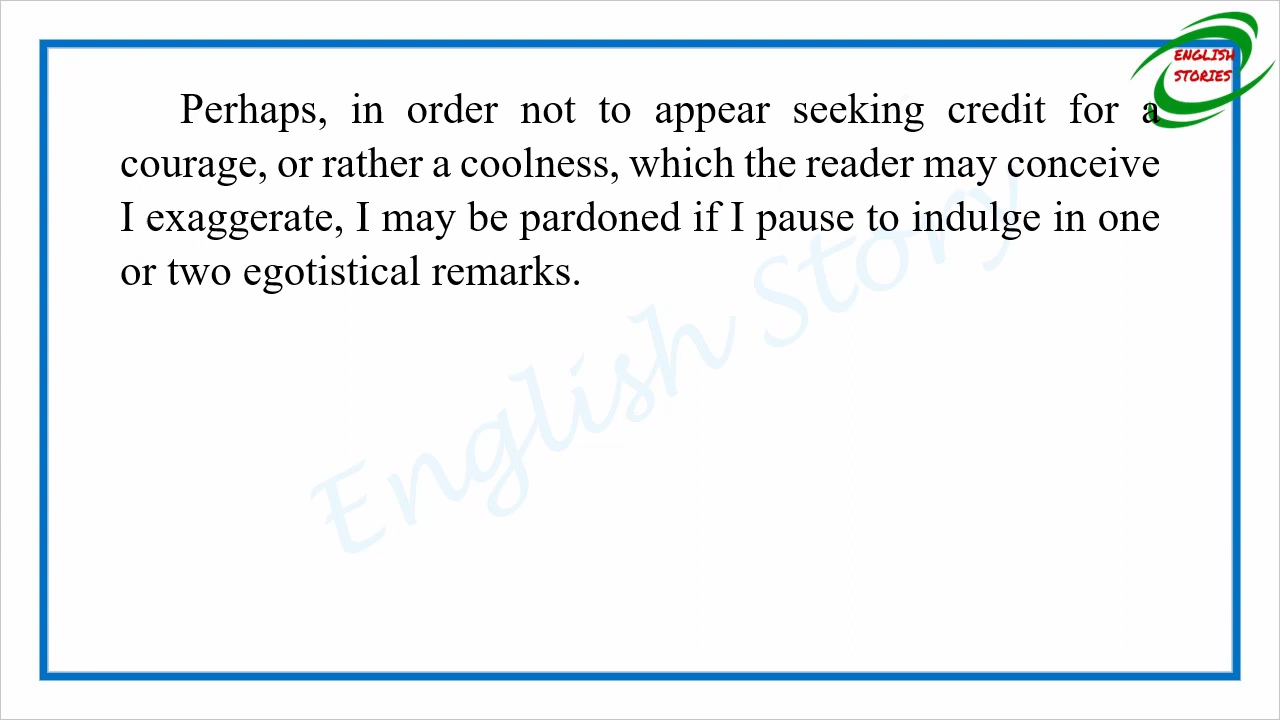 ENGLISH
STORIES
Perhaps, in order not to appear seeking credit for a
courage, or rather a coolness, which the reader may conceive
I exaggerate, I may be pardoned if I pause to indulge in one
or two egotistical remarks.
English Story